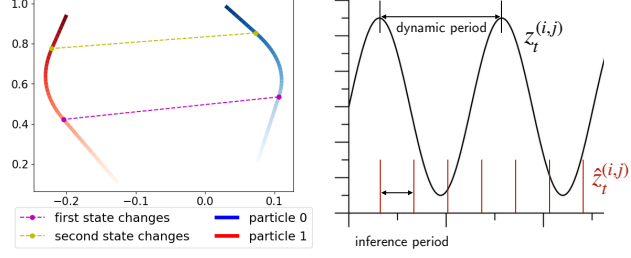 1.0
0.8
0.6
0.4
0.2
−0.2
−0.1
0.0
0.1
first state changes
second state changes
particle 0
particle 1
dynamic period
z_t^{(i,j)}
ẑ_t^{(i,j)}
inference period